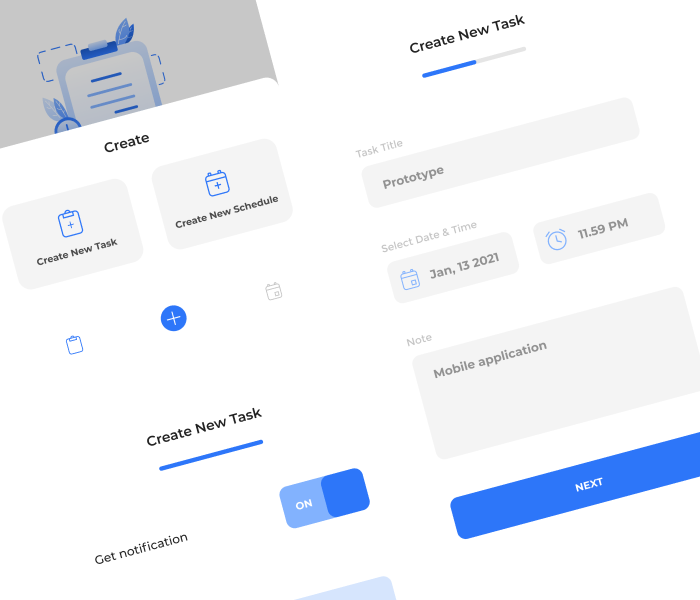 Create
Create New Task
Create New Schedule
Create New Task
Task Title
Prototype
Select Date & Time
Jan, 13 2021
11.59 PM
Note
Mobile application
NEXT
Create New Task
ON
Get notification